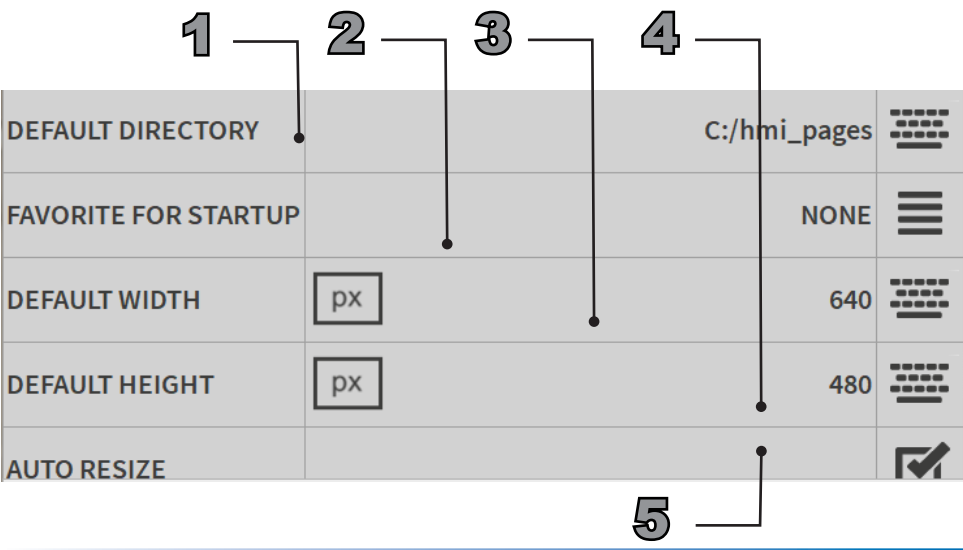 1 2 3 4
DEFAULT DIRECTORY C:/hmi_pages
FAVORITE FOR STARTUP NONE
DEFAULT WIDTH px 640
DEFAULT HEIGHT px 480
AUTO RESIZE
5